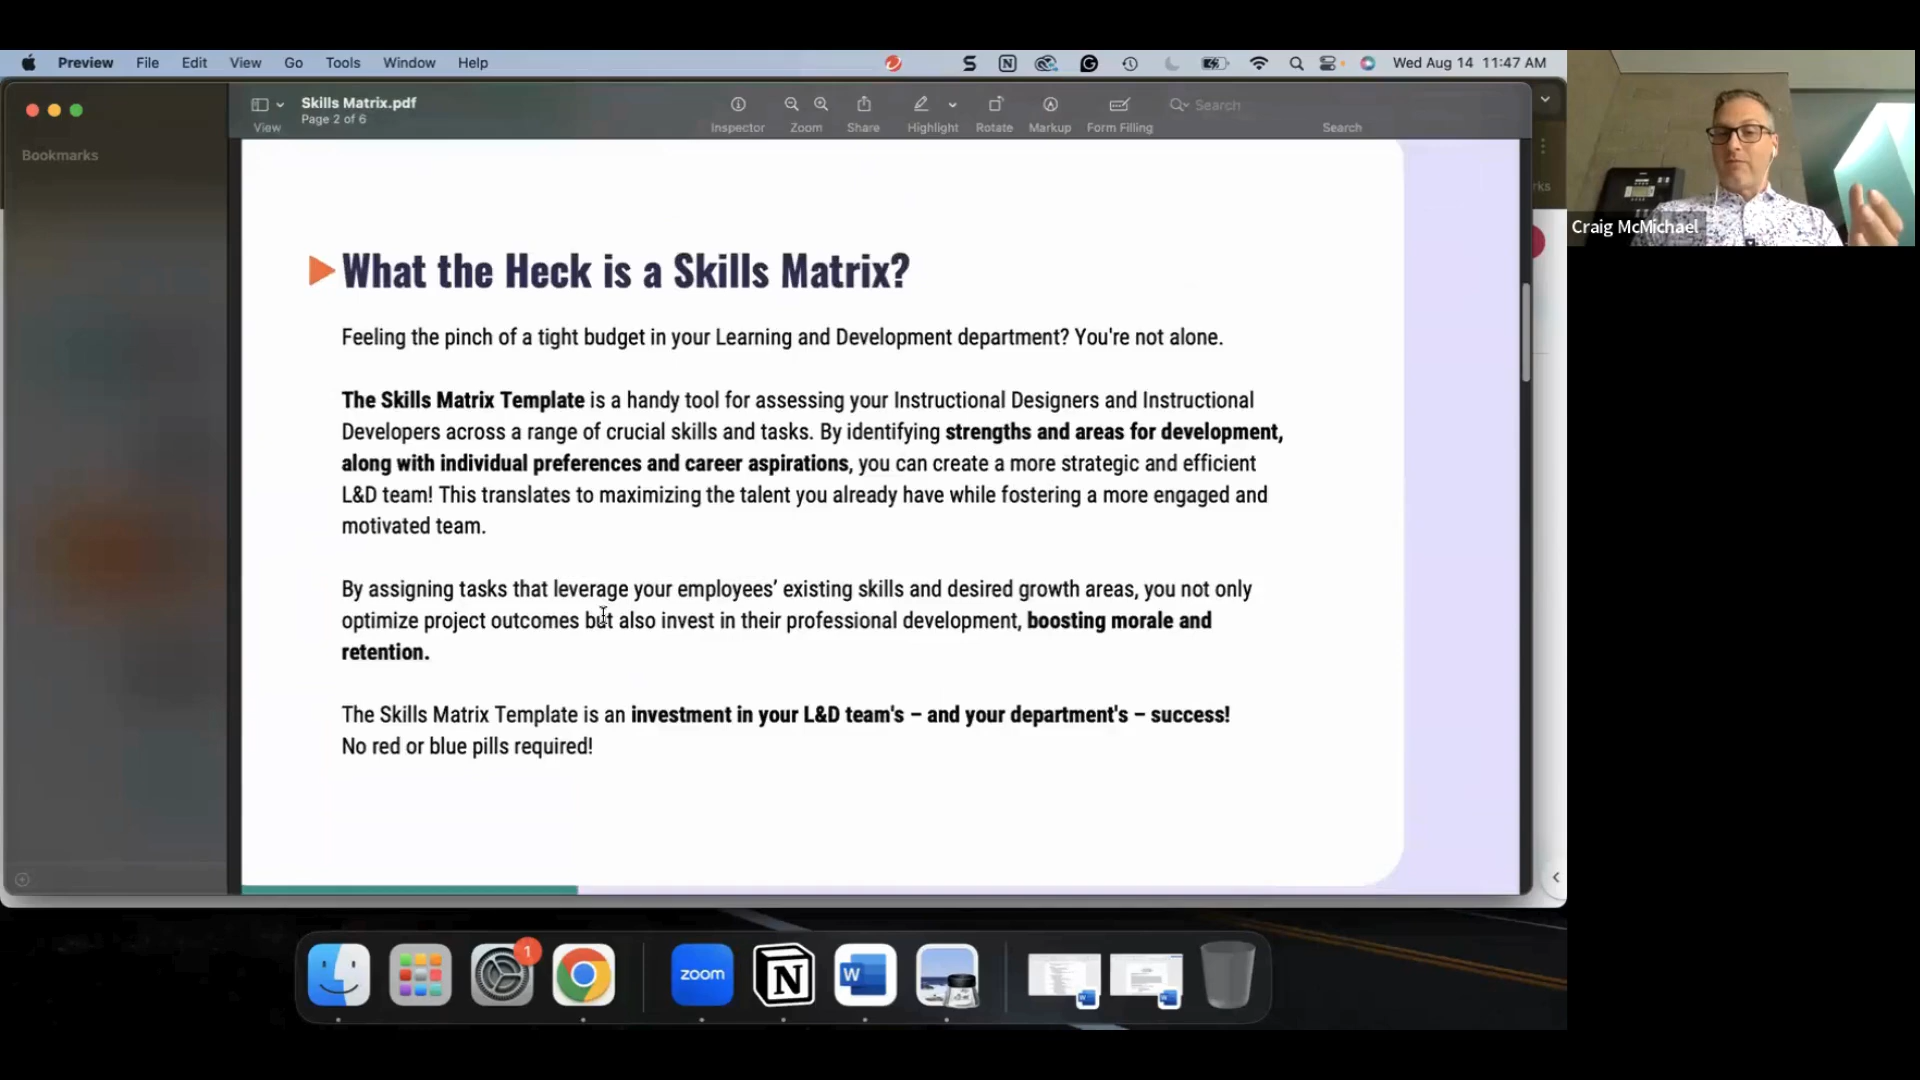 Preview File Edit View Go Tools Window Help
Wed Aug 14 11:47 AM
Skills Matrix.pdf
Page 2 of 6
View
Inspector
Zoom
Share
Highlight
Rotate
Markup
Form Filling
Search
Search
Bookmarks
rks
What the Heck is a Skills Matrix?
Feeling the pinch of a tight budget in your Learning and Development department? You're not alone.
The Skills Matrix Template is a handy tool for assessing your Instructional Designers and Instructional
Developers across a range of crucial skills and tasks. By identifying strengths and areas for development,
along with individual preferences and career aspirations, you can create a more strategic and efficient
L&D team! This translates to maximizing the talent you already have while fostering a more engaged and
motivated team.
By assigning tasks that leverage your employees’ existing skills and desired growth areas, you not only
optimize project outcomes but also invest in their professional development, boosting morale and
retention.
The Skills Matrix Template is an investment in your L&D team's – and your department's – success!
No red or blue pills required!
Craig McMichael
1
zoom
N
W